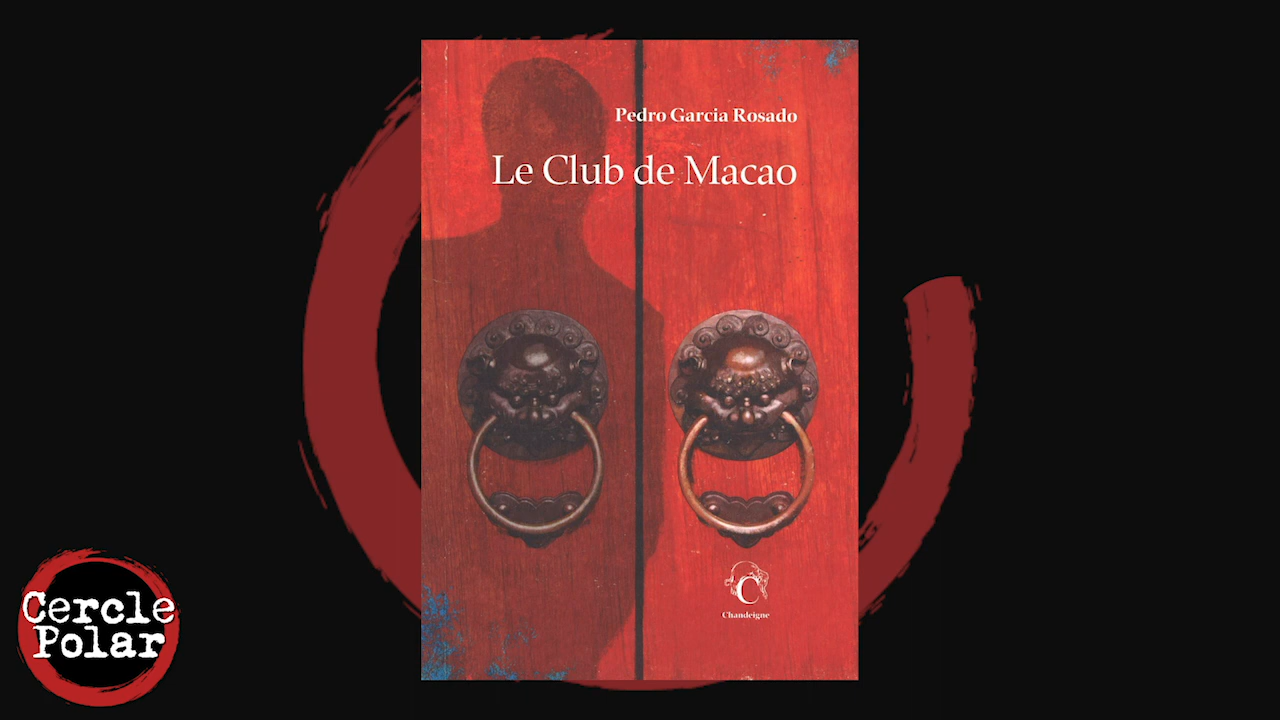 Pedro Garcia Rosado
Le Club de Macao
C
Chandeigne
Cercle
Polar